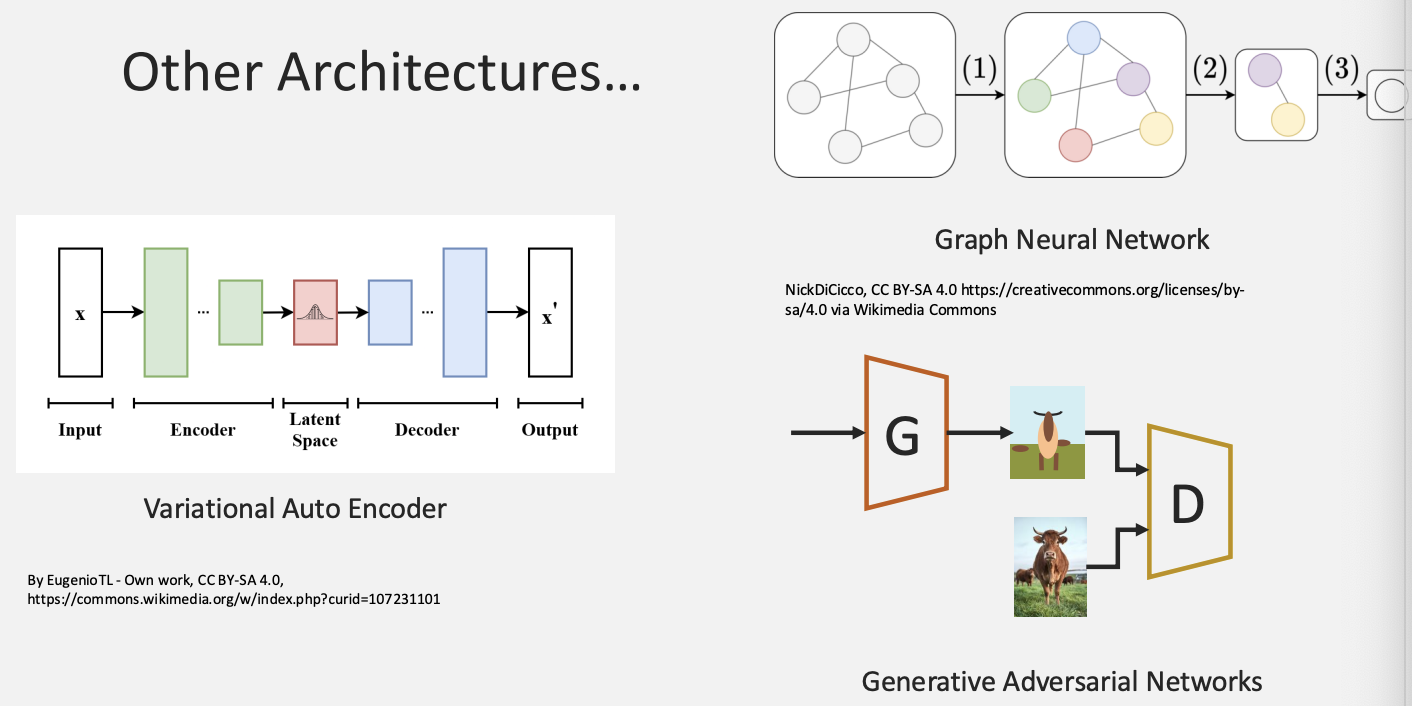 Other Architectures...
x
...
...
x'
Input
Encoder
Latent
Space
Decoder
Output
Variational Auto Encoder
By EugenioTL - Own work, CC BY-SA 4.0,
https://commons.wikimedia.org/w/index.php?curid=107231101
(1)
(2)
(3)
Graph Neural Network
NickDiCicco, CC BY-SA 4.0 https://creativecommons.org/licenses/by-
sa/4.0 via Wikimedia Commons
G
D
Generative Adversarial Networks